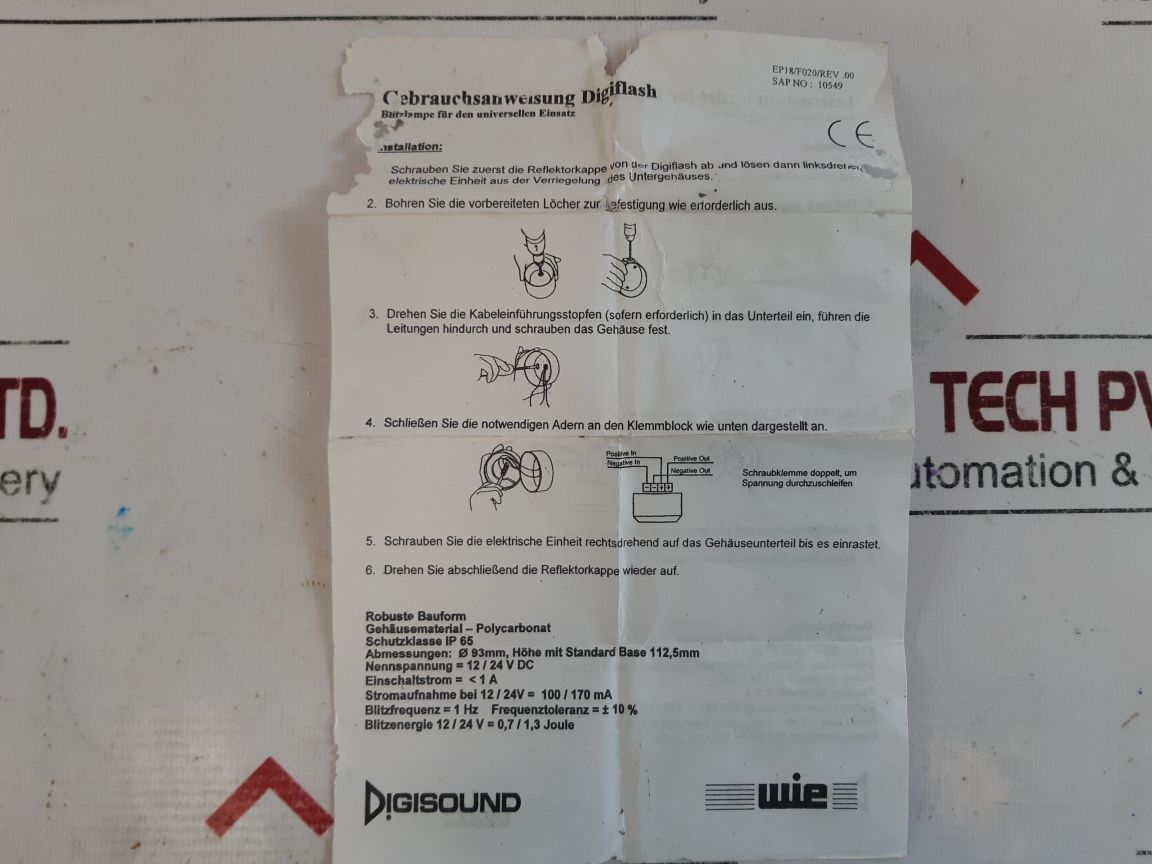 EP18/F020/REV .00
SAP NO : 10549
Gebrauchsanweisung Digiflash
Blitzlampe für den universellen Einsatz
CE
Installation:
Schrauben Sie zuerst die Reflektorkappe von der Digiflash ab und lösen dann linksdrehend
elektrische Einheit aus der Verriegelung des Untergehäuses.
2. Bohren Sie die vorbereiteten Löcher zur Befestigung wie erforderlich aus.
3. Drehen Sie die Kabeleinführungsstopfen (sofern erforderlich) in das Unterteil ein, führen die
Leitungen hindurch und schrauben das Gehäuse fest.
4. Schließen Sie die notwendigen Adern an den Klemmblock wie unten dargestellt an.
Positive In
Negative In
Positive Out
Negative Out
− − + +
Schraubklemme doppelt, um
Spannung durchzuschleifen
5. Schrauben Sie die elektrische Einheit rechtsdrehend auf das Gehäuseunterteil bis es einrastet.
6. Drehen Sie abschließend die Reflektorkappe wieder auf.
Robuste Bauform
Gehäusematerial – Polycarbonat
Schutzklasse IP 65
Abmessungen: Ø 93mm, Höhe mit Standard Base 112,5mm
Nennspannung = 12 / 24 V DC
Einschaltstrom = < 1 A
Stromaufnahme bei 12 / 24V = 100 / 170 mA
Blitzfrequenz = 1 Hz Frequenztoleranz = ± 10 %
Blitzenergie 12 / 24 V = 0,7 / 1,3 Joule
DIGISOUND
wie
TD.
ery
TECH PV
utomation &